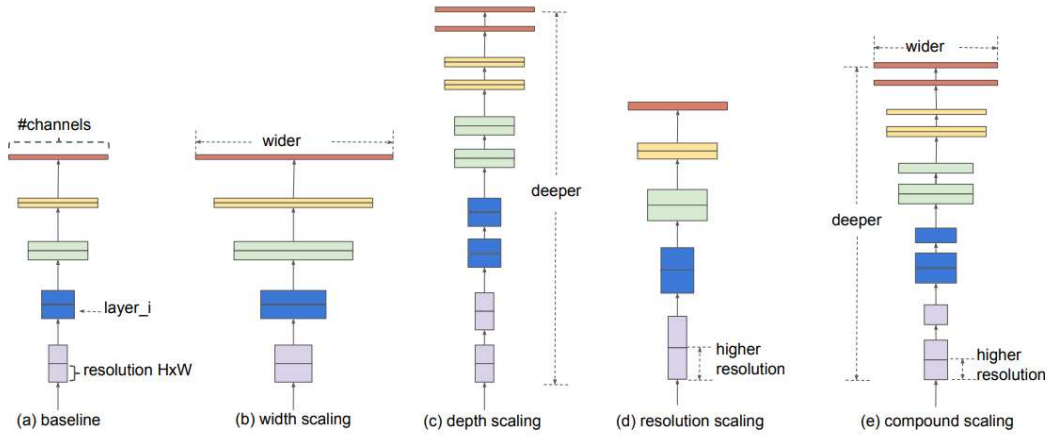 #channels
layer_i
resolution HxW
(a) baseline
wider
(b) width scaling
deeper
(c) depth scaling
higher
resolution
(d) resolution scaling
wider
deeper
higher
resolution
(e) compound scaling